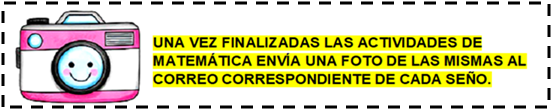 UNA VEZ FINALIZADAS LAS ACTIVIDADES DE
MATEMÁTICA ENVÍA UNA FOTO DE LAS MISMAS AL
CORREO CORRESPONDIENTE DE CADA SEÑO.